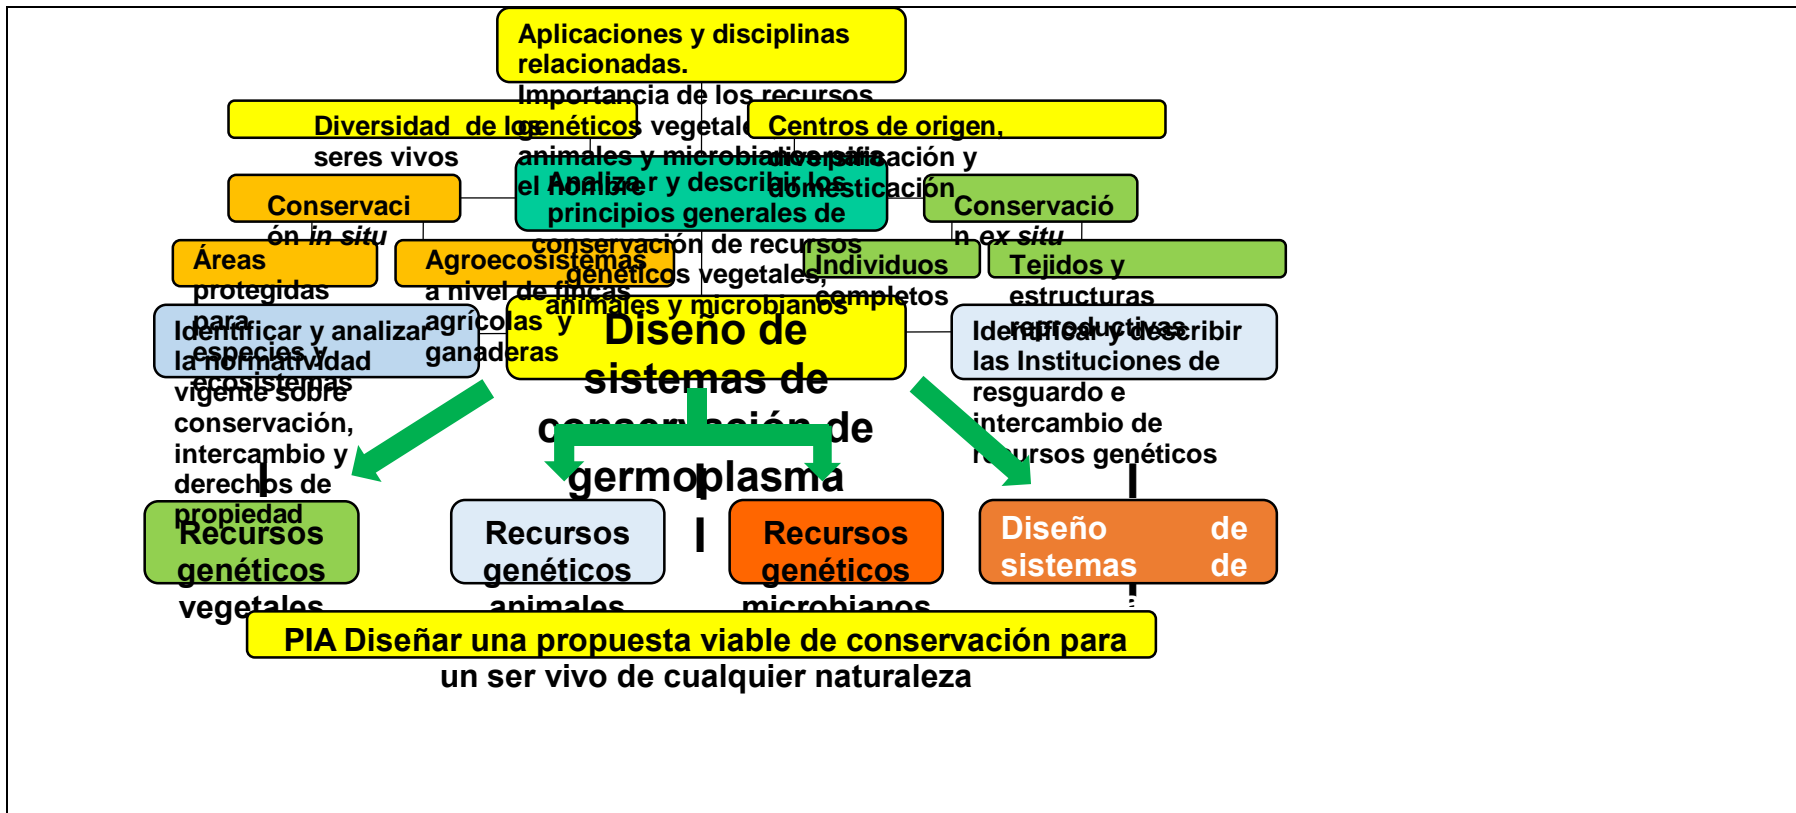 Aplicaciones y disciplinas
relacionadas.
Importancia de los recursos
genéticos vegetales
animales y microbianos para
el hombre
Diversidad de los
seres vivos
Centros de origen,
diversificación y
domesticación
Analiza r y describir los
principios generales de
conservación de recursos
genéticos vegetales,
animales y microbianos
Conservaci
ón in situ
Conservació
n ex situ
Áreas
protegidas
para
especies y
ecosistemas
Agroecosistemas
a nivel de fincas
agrícolas y
ganaderas
Individuos
completos
Tejidos y
estructuras
reproductivas
Identificar y analizar
la normatividad
vigente sobre
conservación,
intercambio y
derechos de
propiedad
Diseño de
sistemas de
conservación de
germoplasma
Identificar y describir
las Instituciones de
resguardo e
intercambio de
recursos genéticos
Recursos
genéticos
vegetales
Recursos
genéticos
animales
Recursos
genéticos
microbianos
Diseño de
sistemas de
PIA Diseñar una propuesta viable de conservación para
un ser vivo de cualquier naturaleza